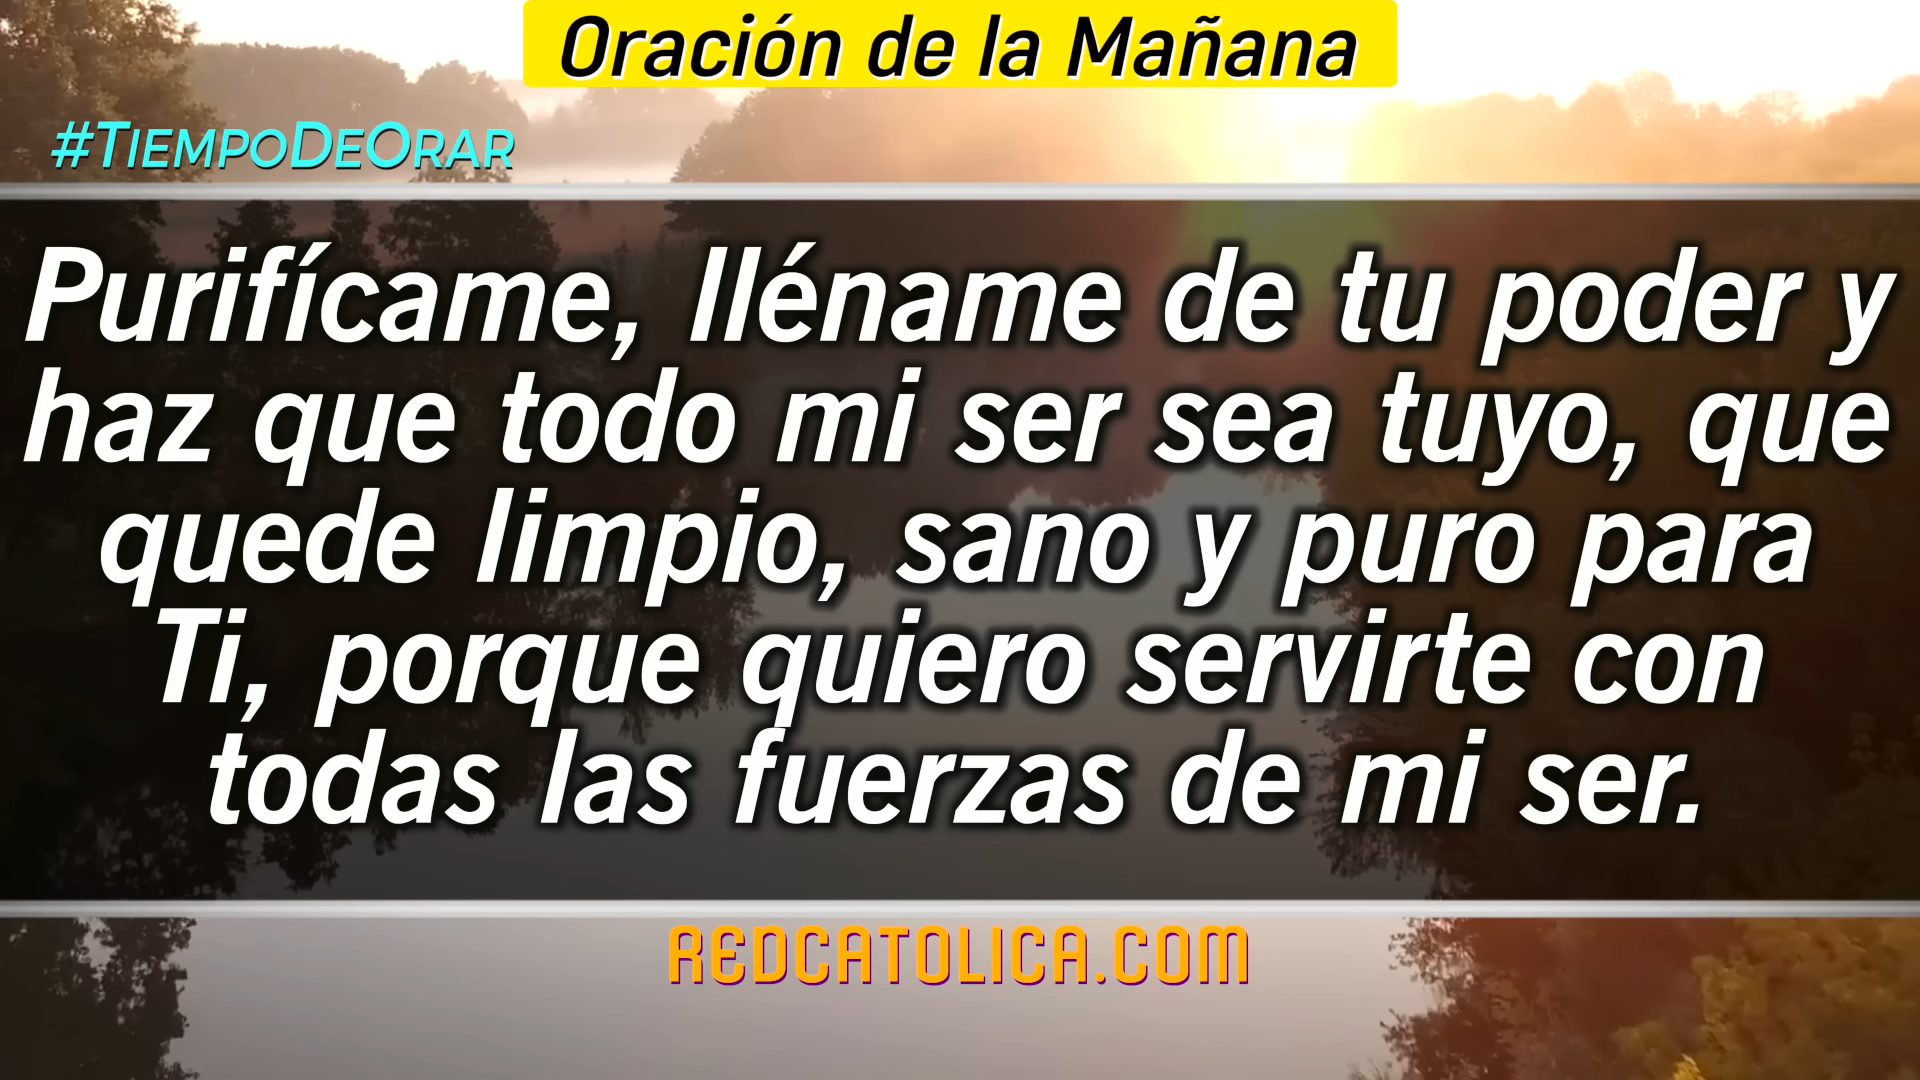 Oración de la Mañana
#TiempoDeOrar
Purifícame, lléname de tu poder y
haz que todo mi ser sea tuyo, que
quede limpio, sano y puro para
Ti, porque quiero servirte con
todas las fuerzas de mi ser.
REDCATOLICA.COM